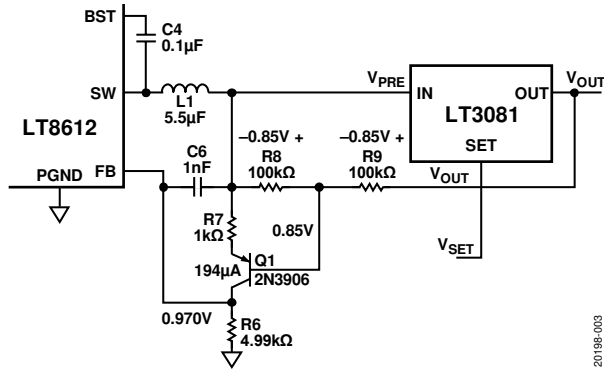 BST
C4
0.1µF
SW
L1
5.5µF
LT8612
FB
PGND
C6
1nF
V_PRE
IN
OUT
V_OUT
LT3081
SET
–0.85V +
R8
100kΩ
–0.85V +
R9
100kΩ
V_OUT
R7
1kΩ
0.85V
V_SET
194µA
Q1
2N3906
0.970V
R6
4.99kΩ
20198-003